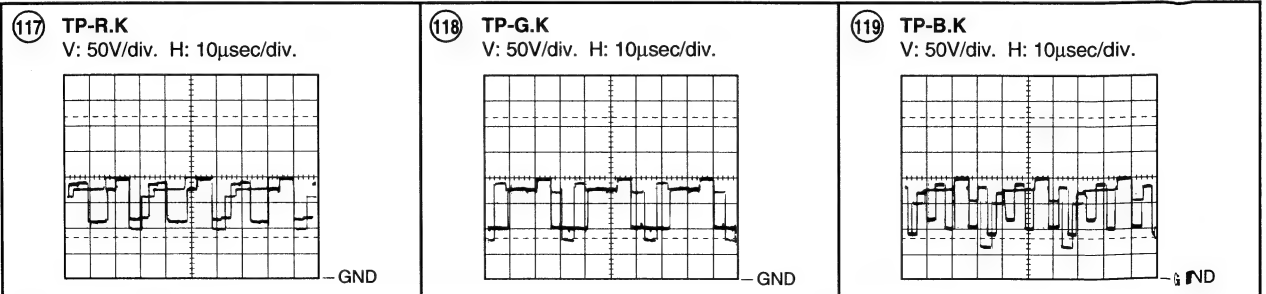 117 TP-R.K
V: 50V/div. H: 10μsec/div.
GND
118 TP-G.K
V: 50V/div. H: 10μsec/div.
GND
119 TP-B.K
V: 50V/div. H: 10μsec/div.
GND